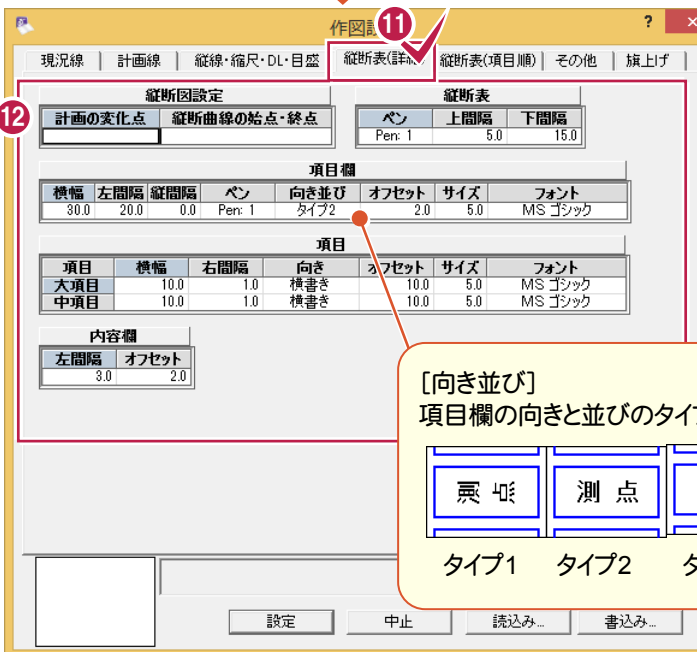 作図設
⑪
?
×
現況線 計画線 縦線・縮尺・DL・目盛 縦断表(詳細) 縦断表(項目順) その他 旗上げ
⑫
縦断図設定 縦断表
計画の変化点 縦断曲線の始点・終点 ペン 上間隔 下間隔
Pen: 1 5.0 15.0
項目欄
横幅 左間隔 縦間隔 ペン 向き並び オフセット サイズ フォント
30.0 20.0 0.0 Pen: 1 タイプ2 2.0 5.0 MS ゴシック
項目
項目 横幅 右間隔 向き オフセット サイズ フォント
大項目 10.0 1.0 横書き 10.0 5.0 MS ゴシック
中項目 10.0 1.0 横書き 10.0 5.0 MS ゴシック
内容欄
左間隔 オフセット
3.0 2.0
[向き並び]
項目欄の向きと並びのタイプ
測点 測点
タイプ1 タイプ2 タ
設定 中止 読込み... 書込み...